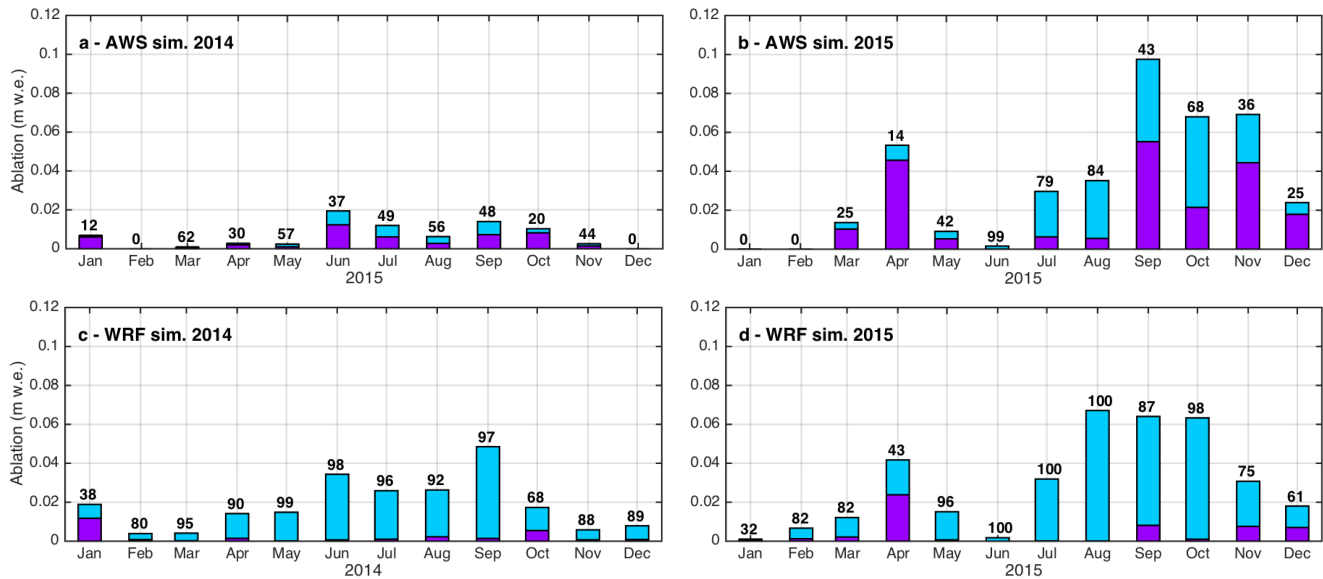 0.12
0.1
0.08
0.06
0.04
0.02
0
Ablation (m w.e.)
a - AWS sim. 2014
12 0 62 30 57 37 49 56 48 20 44 0
Jan Feb Mar Apr May Jun Jul Aug Sep Oct Nov Dec
2015
0.12
0.1
0.08
0.06
0.04
0.02
0
b - AWS sim. 2015
0 0 25 14 42 99 79 84 43 68 36 25
Jan Feb Mar Apr May Jun Jul Aug Sep Oct Nov Dec
2015
0.12
0.1
0.08
0.06
0.04
0.02
0
Ablation (m w.e.)
c - WRF sim. 2014
38 80 95 90 99 98 96 92 97 68 88 89
Jan Feb Mar Apr May Jun Jul Aug Sep Oct Nov Dec
2014
0.12
0.1
0.08
0.06
0.04
0.02
0
d - WRF sim. 2015
32 82 82 43 96 100 100 100 87 98 75 61
Jan Feb Mar Apr May Jun Jul Aug Sep Oct Nov Dec
2015